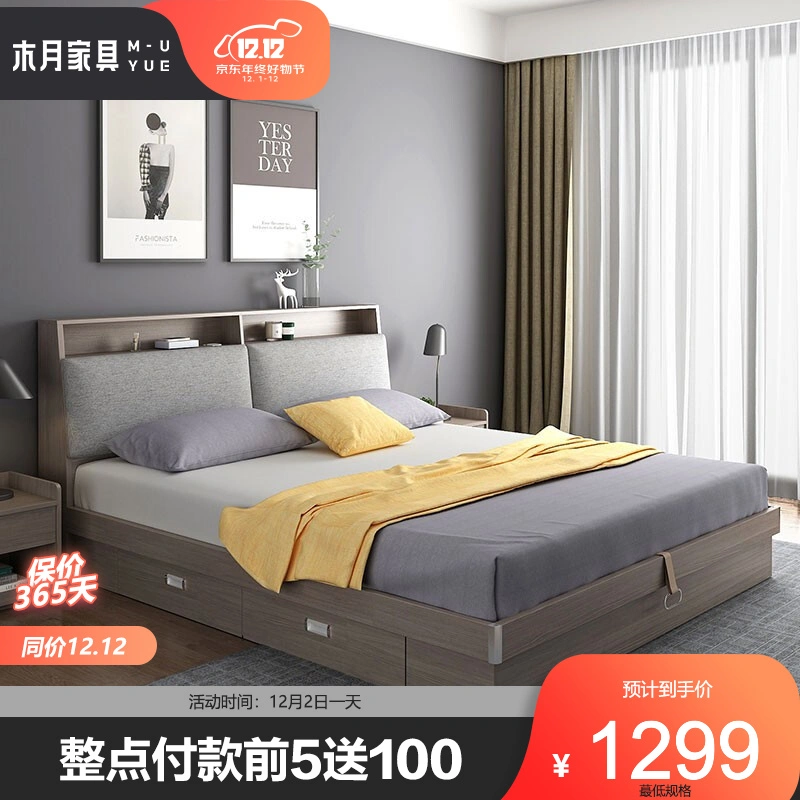 木月家具 M-U YUE
12.12
京东年终好物节
12. 1-12
YES
TER
DAY
FASHIONISTA
保价
365天
同价12.12
活动时间：12月2日一天
整点付款前5送100
预计到手价
¥ 1299
最低规格